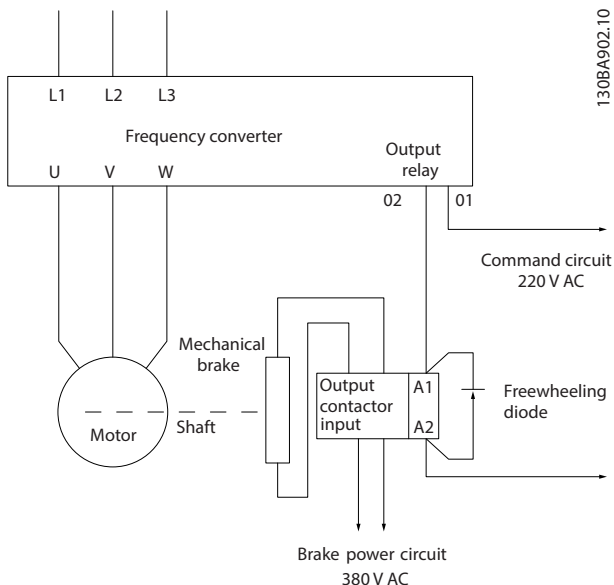 130BA902.10
L1 L2 L3
Frequency converter
Output
relay
U V W
02 01
Command circuit
220 V AC
Mechanical
brake
Output
contactor
input
A1
A2
Freewheeling
diode
Motor
Shaft
Brake power circuit
380 V AC